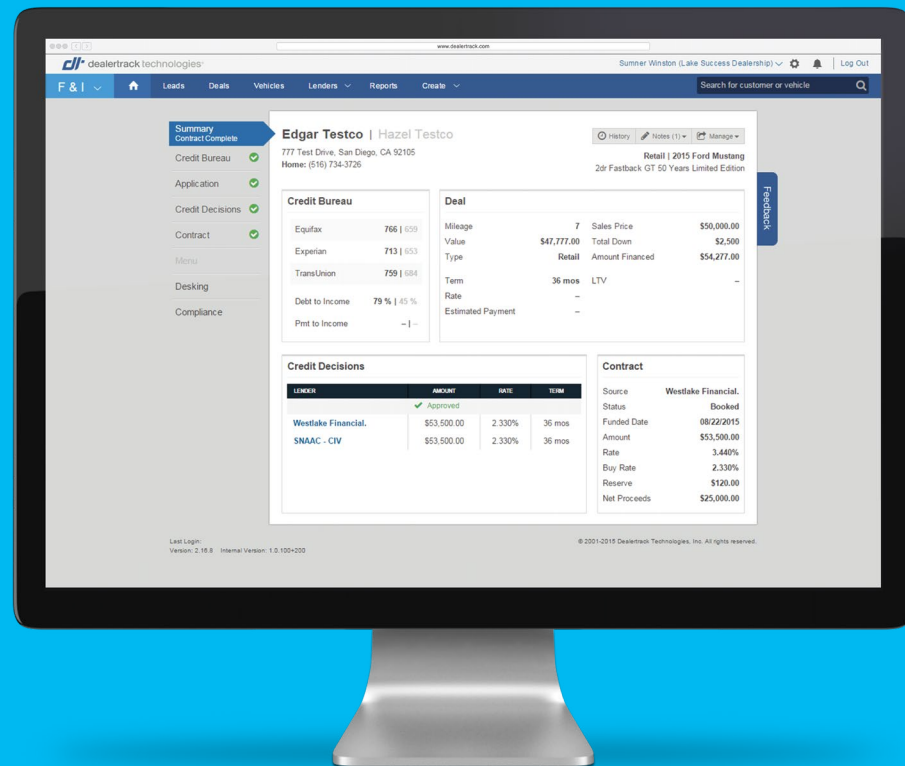 www.dealertrack.com
dealertrack technologies
Sumner Winston (Lake Success Dealership)
Log Out
F & I
Leads Deals Vehicles Lenders Reports Create
Search for customer or vehicle
Summary
Contract Complete
Credit Bureau
Application
Credit Decisions
Contract
Menu
Desking
Compliance
Edgar Testco | Hazel Testco
777 Test Drive, San Diego, CA 92105
Home: (516) 734-3726
History Notes (1) Manage
Retail | 2015 Ford Mustang
2dr Fastback GT 50 Years Limited Edition
Feedback
Credit Bureau
Equifax 766 | 659
Experian 713 | 653
TransUnion 759 | 684
Debt to Income 79 % | 45 %
Pmt to Income – | –
Deal
Mileage 7 Sales Price $50,000.00
Value $47,777.00 Total Down $2,500
Type Retail Amount Financed $54,277.00
Term 36 mos LTV –
Rate –
Estimated Payment –
Credit Decisions
LENDER AMOUNT RATE TERM
Approved
Westlake Financial. $53,500.00 2.330% 36 mos
SNAAC - CIV $53,500.00 2.330% 36 mos
Contract
Source Westlake Financial.
Status Booked
Funded Date 08/22/2015
Amount $53,500.00
Rate 3.440%
Buy Rate 2.330%
Reserve $120.00
Net Proceeds $25,000.00
Last Login:
Version: 2.16.8 Internal Version: 1.0.100+200
© 2001-2015 Dealertrack Technologies, Inc. All rights reserved.